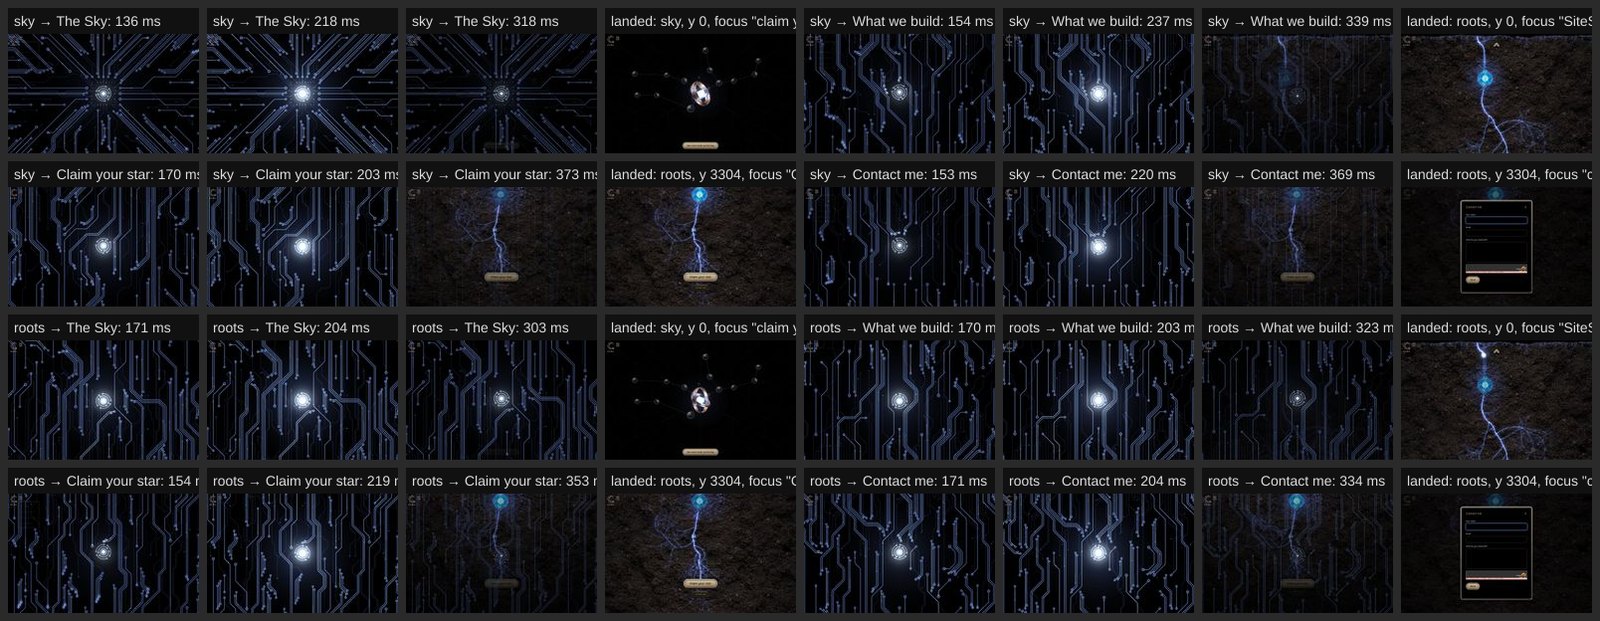 sky → The Sky: 136 ms
sky → The Sky: 218 ms
sky → The Sky: 318 ms
landed: sky, y 0, focus "claim y
sky → What we build: 154 ms
sky → What we build: 237 ms
sky → What we build: 339 ms
landed: roots, y 0, focus "SiteS
sky → Claim your star: 170 ms
sky → Claim your star: 203 ms
sky → Claim your star: 373 ms
landed: roots, y 3304, focus "C
sky → Contact me: 153 ms
sky → Contact me: 220 ms
sky → Contact me: 369 ms
landed: roots, y 3304, focus "c
roots → The Sky: 171 ms
roots → The Sky: 204 ms
roots → The Sky: 303 ms
landed: sky, y 0, focus "claim y
roots → What we build: 170 m
roots → What we build: 203 m
roots → What we build: 323 m
landed: roots, y 0, focus "SiteS
roots → Claim your star: 154 r
roots → Claim your star: 219 r
roots → Claim your star: 353 r
landed: roots, y 3304, focus "C
roots → Contact me: 171 ms
roots → Contact me: 204 ms
roots → Contact me: 334 ms
landed: roots, y 3304, focus "c